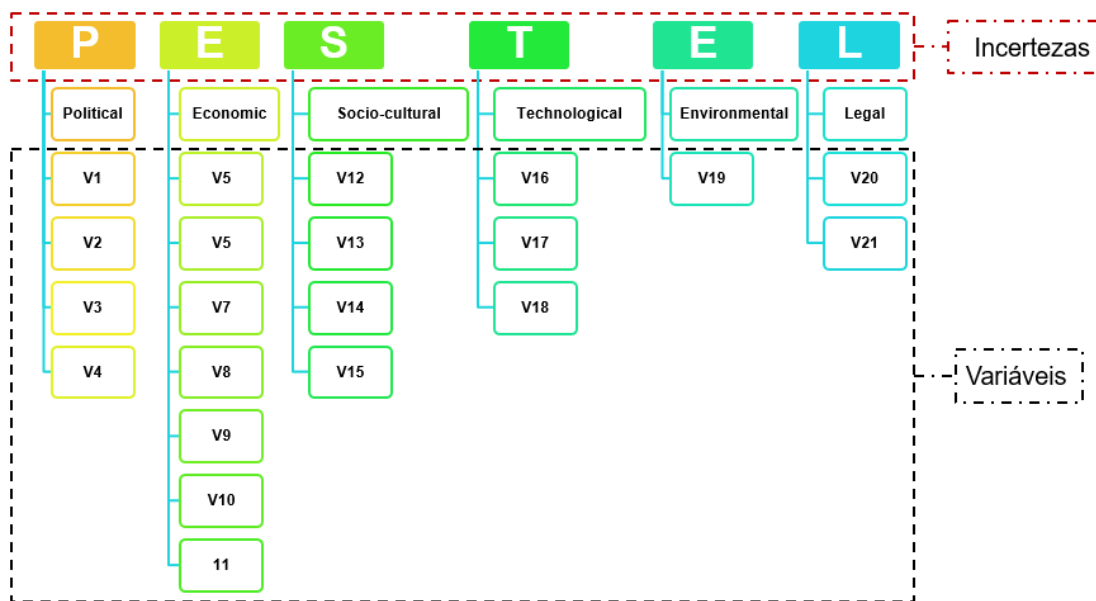 P E S T E L
Incertezas
Political Economic Socio-cultural Technological Environmental Legal
V1 V5 V12 V16 V19 V20
V2 V5 V13 V17 V21
V3 V7 V14 V18
V4 V8 V15
Variáveis
V9
V10
11